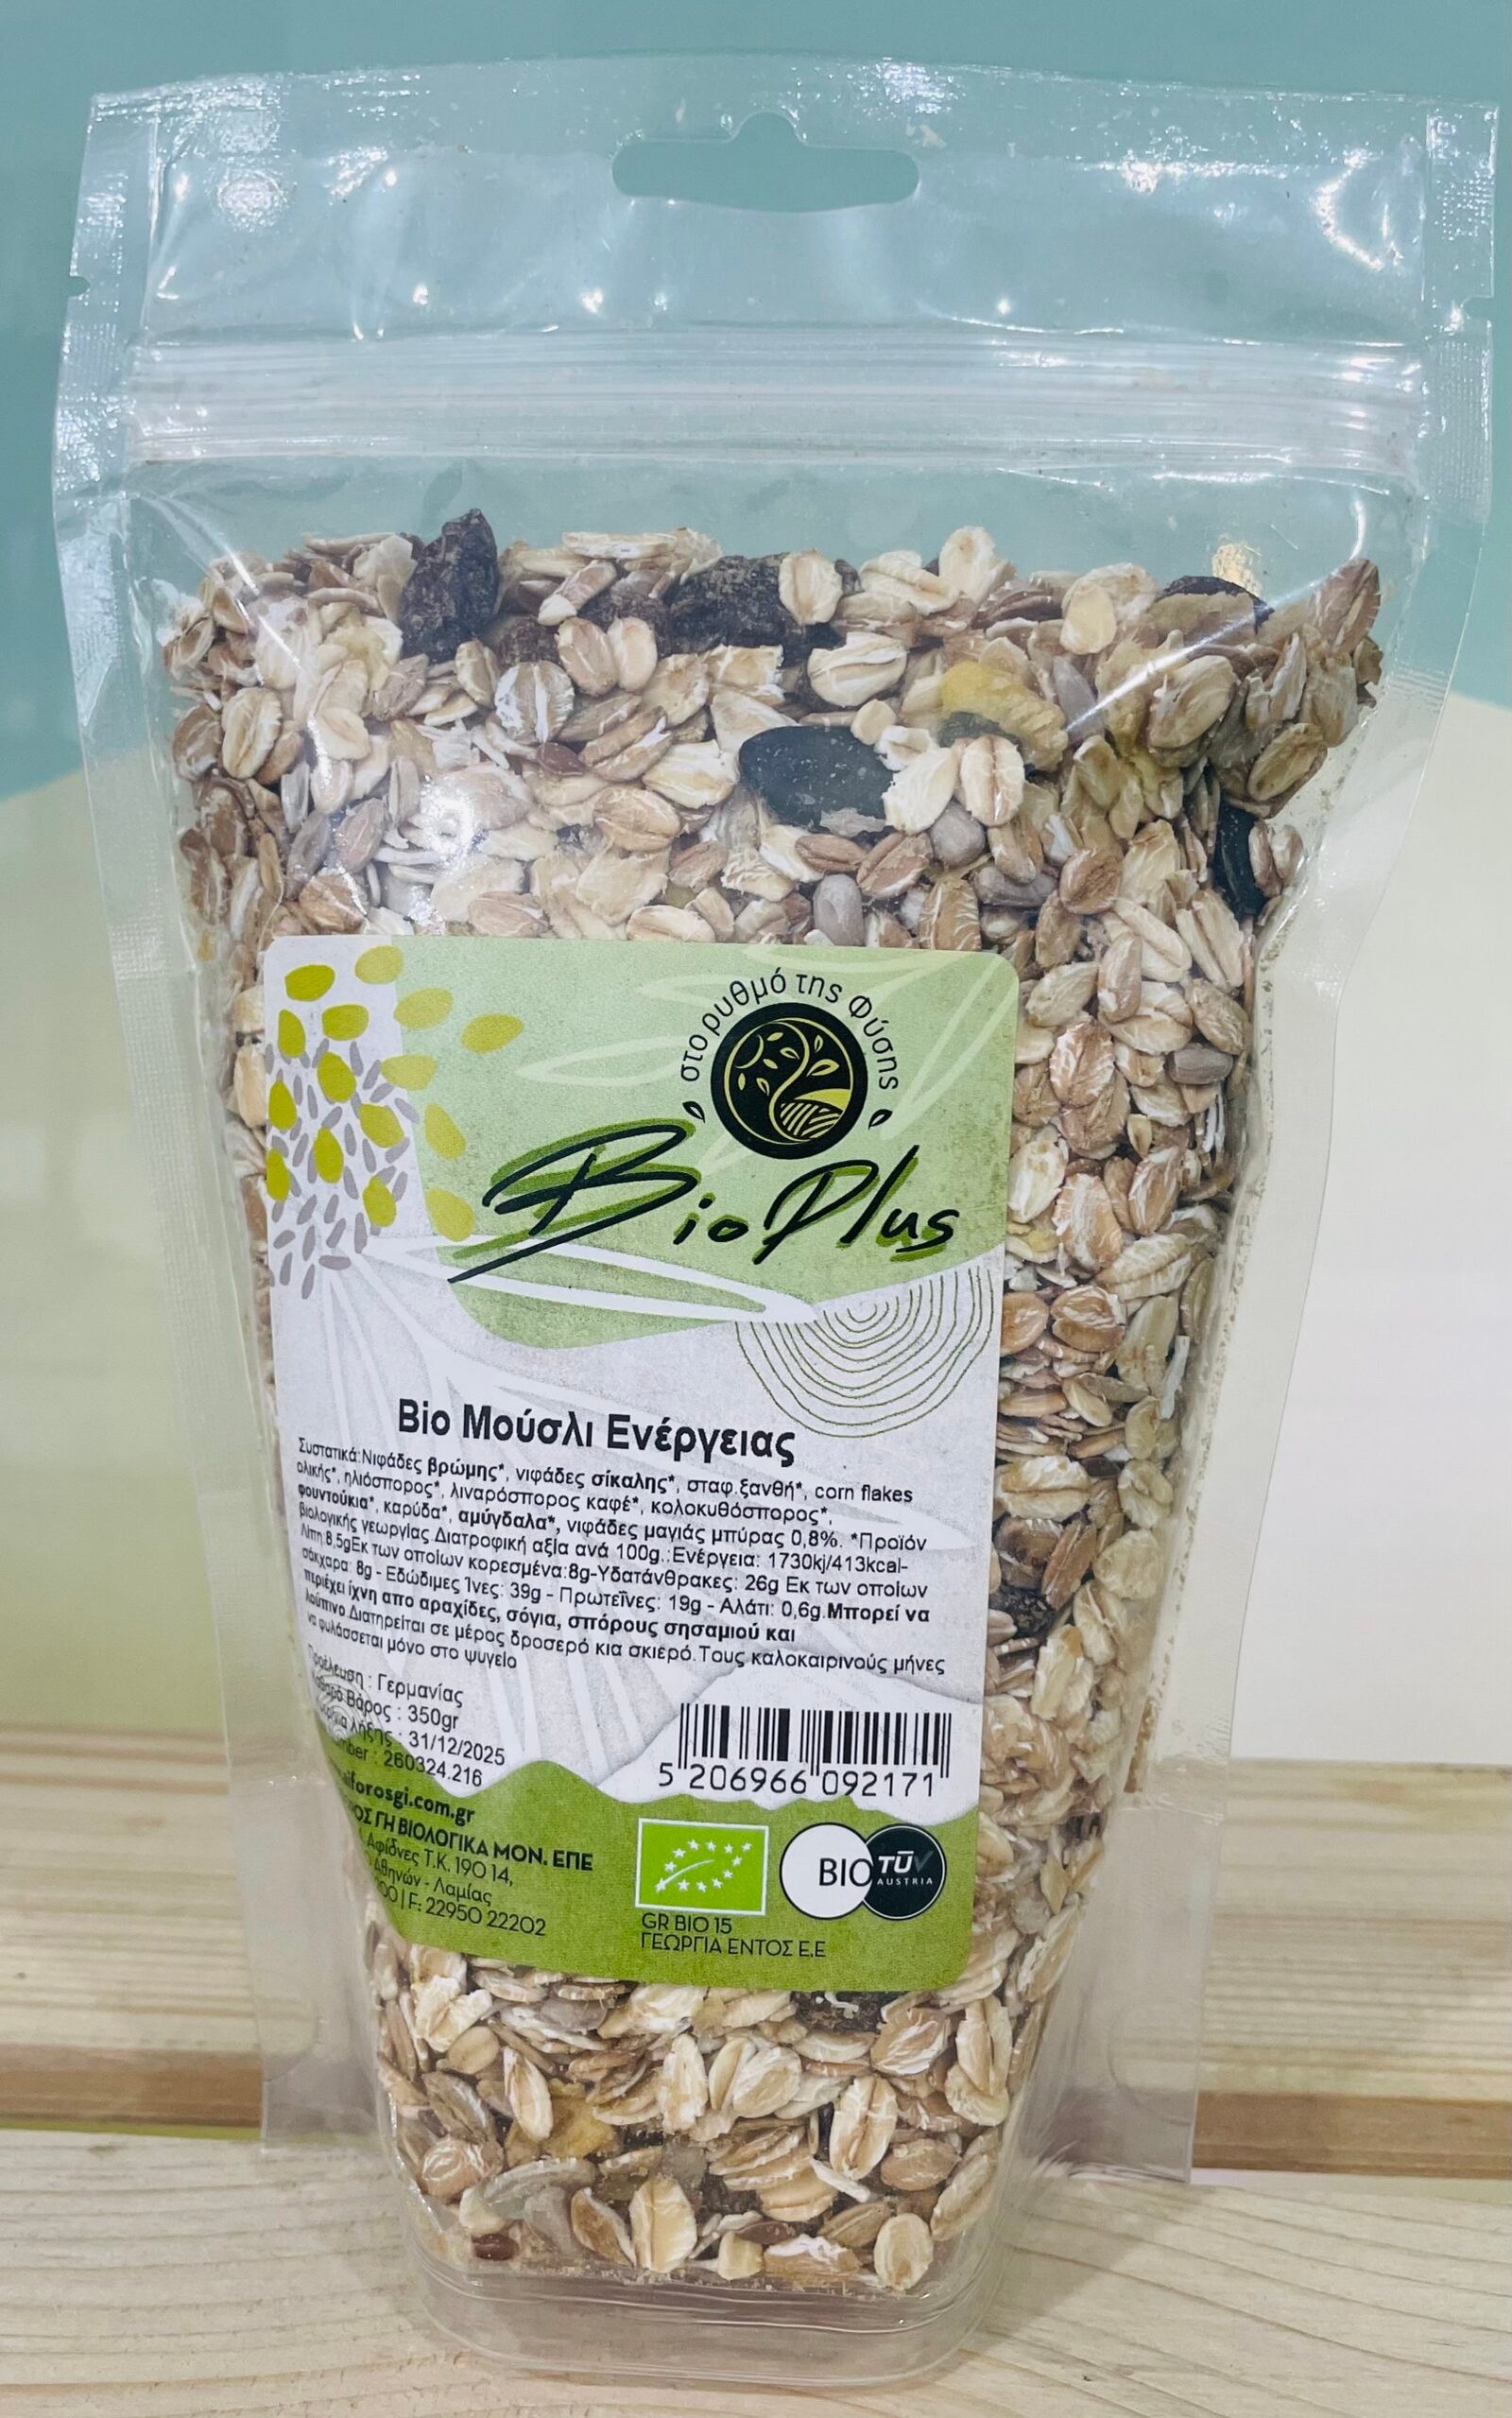 στο ρυθμό της Φύσης
Bio Plus
Bio Μούσλι Ενέργειας
Συστατικά:Νιφάδες βρώμης*, νιφάδες σίκαλης*, σταφ.ξανθή*, corn flakes
ολικής*, ηλιόσπορος*, λιναρόσπορος καφέ*, κολοκυθόσπορος*,
φουντούκια*, καρύδα*, αμύγδαλα*, νιφάδες μαγιάς μπύρας 0,8%. *Προϊόν
βιολογικής γεωργίας.Διατροφική αξία ανά 100g.:Ενέργεια: 1730kj/413kcal-
Λίπη 8,5gΕκ των οποίων κορεσμένα:8g-Υδατάνθρακες: 26g Εκ των οποίων
σάκχαρα: 8g - Εδώδιμες Ίνες: 39g - Πρωτεΐνες: 19g - Αλάτι: 0,6g.Μπορεί να
περιέχει ίχνη απο αραχίδες, σόγια, σπόρους σησαμιού και
λούπινο.Διατηρείται σε μέρος δροσερό κια σκιερό.Τους καλοκαιρινούς μήνες
να φυλάσσεται μόνο στο ψυγείο
: Γερμανίας
Βάρος : 350gr
λήξης : 31/12/2025
: 260324.216
5 206966 092171
ΓΗ ΒΙΟΛΟΓΙΚΑ ΜΟΝ. ΕΠΕ
Αφίδνες Τ.Κ. 190 14,
Αθηνών - Λαμίας
| F: 22950 22202
BIO TÜV
AUSTRIA
GR BIO 15
ΓΕΩΡΓΙΑ ΕΝΤΟΣ Ε.Ε